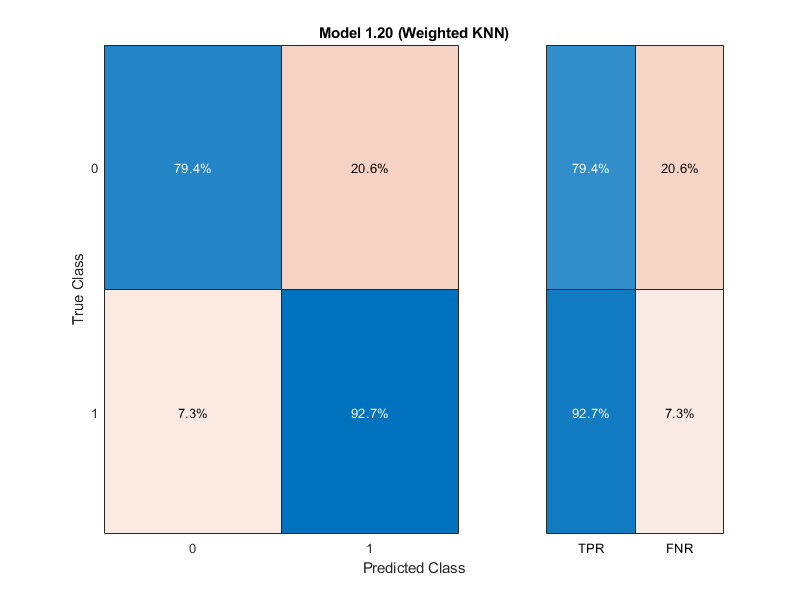 Model 1.20 (Weighted KNN)
True Class
0
79.4%
20.6%
79.4%
20.6%
1
7.3%
92.7%
92.7%
7.3%
0
1
TPR
FNR
Predicted Class